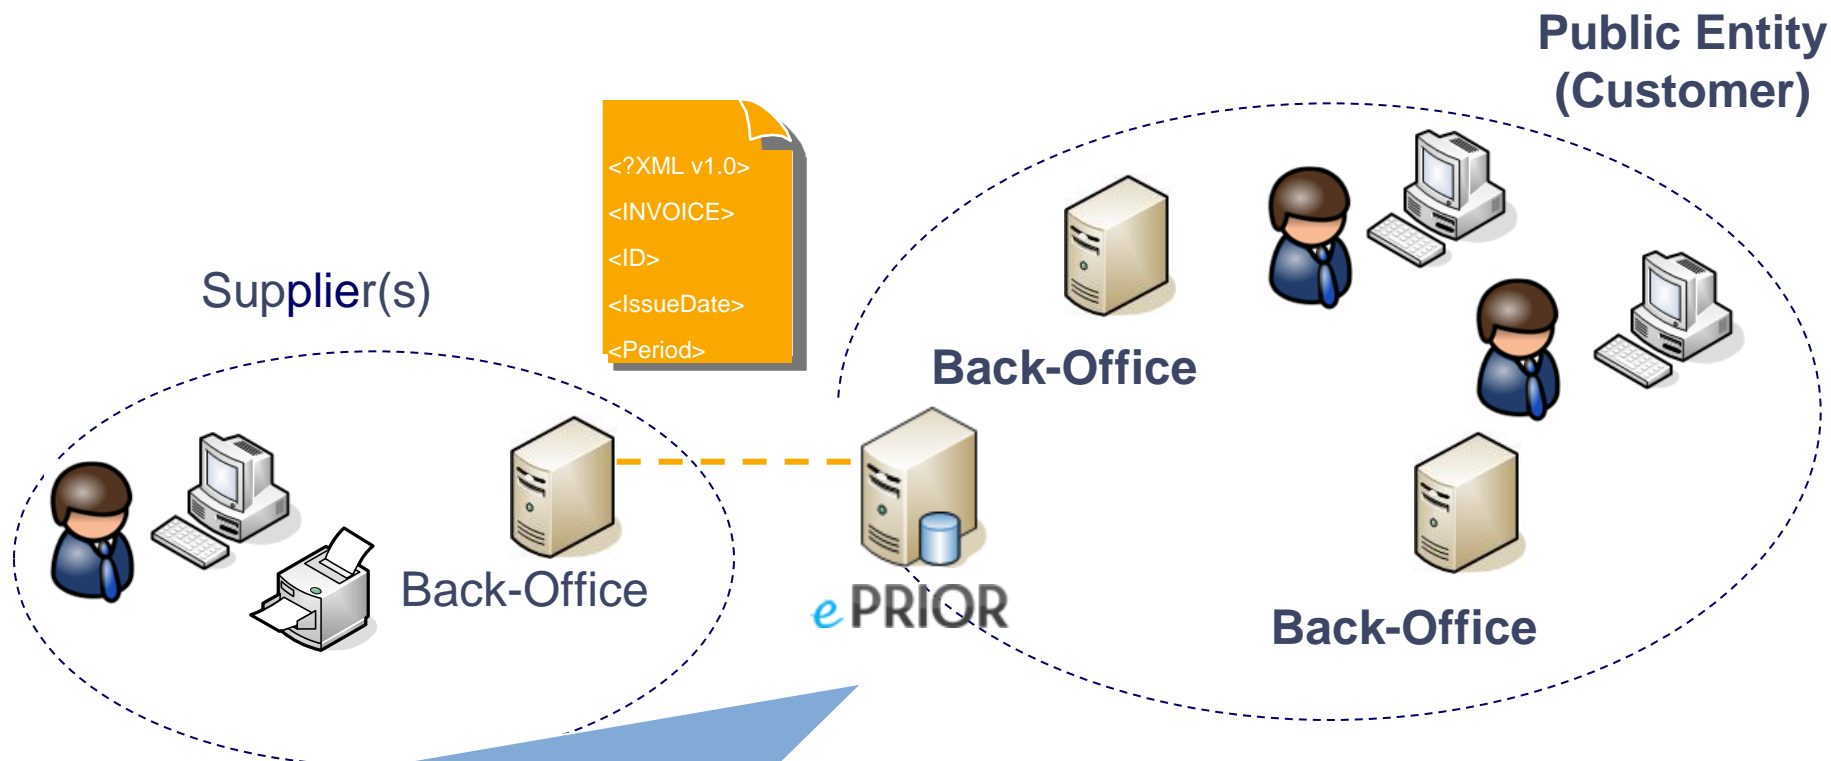 Public Entity
(Customer)
<?XML v1.0>
<INVOICE>
<ID>
<IssueDate>
<Period>
Supplier(s)
Back-Office
Back-Office
ePRIOR
Back-Office